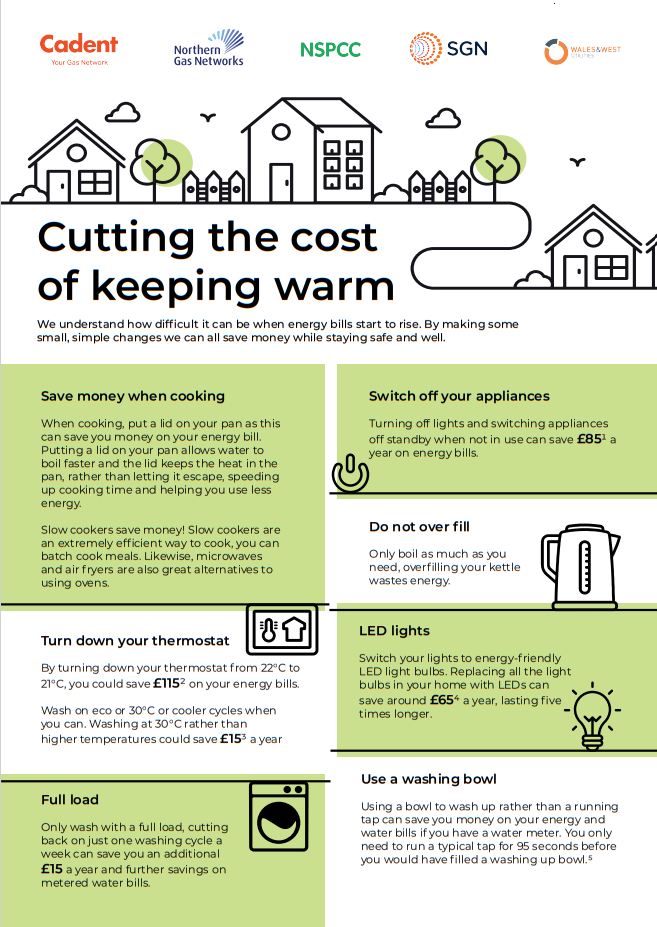 Cadent
Your Gas Network
Northern
Gas Networks
NSPCC
SGN
WALES&WEST
UTILITIES
Cutting the cost
of keeping warm
We understand how difficult it can be when energy bills start to rise. By making some
small, simple changes we can all save money while staying safe and well.
Save money when cooking
When cooking, put a lid on your pan as this
can save you money on your energy bill.
Putting a lid on your pan allows water to
boil faster and the lid keeps the heat in the
pan, rather than letting it escape, speeding
up cooking time and helping you use less
energy.
Slow cookers save money! Slow cookers are
an extremely efficient way to cook, you can
batch cook meals. Likewise, microwaves
and air fryers are also great alternatives to
using ovens.
Turn down your thermostat
By turning down your thermostat from 22°C to
21°C, you could save £115² on your energy bills.
Wash on eco or 30°C or cooler cycles when
you can. Washing at 30°C rather than
higher temperatures could save £15³ a year
Full load
Only wash with a full load, cutting
back on just one washing cycle a
week can save you an additional
£15 a year and further savings on
metered water bills.
Switch off your appliances
Turning off lights and switching appliances
off standby when not in use can save £85¹ a
year on energy bills.
Do not over fill
Only boil as much as you
need, overfilling your kettle
wastes energy.
LED lights
Switch your lights to energy-friendly
LED light bulbs. Replacing all the light
bulbs in your home with LEDs can
save around £65⁴ a year, lasting five
times longer.
Use a washing bowl
Using a bowl to wash up rather than a running
tap can save you money on your energy and
water bills if you have a water meter. You only
need to run a typical tap for 95 seconds before
you would have filled a washing up bowl.⁵